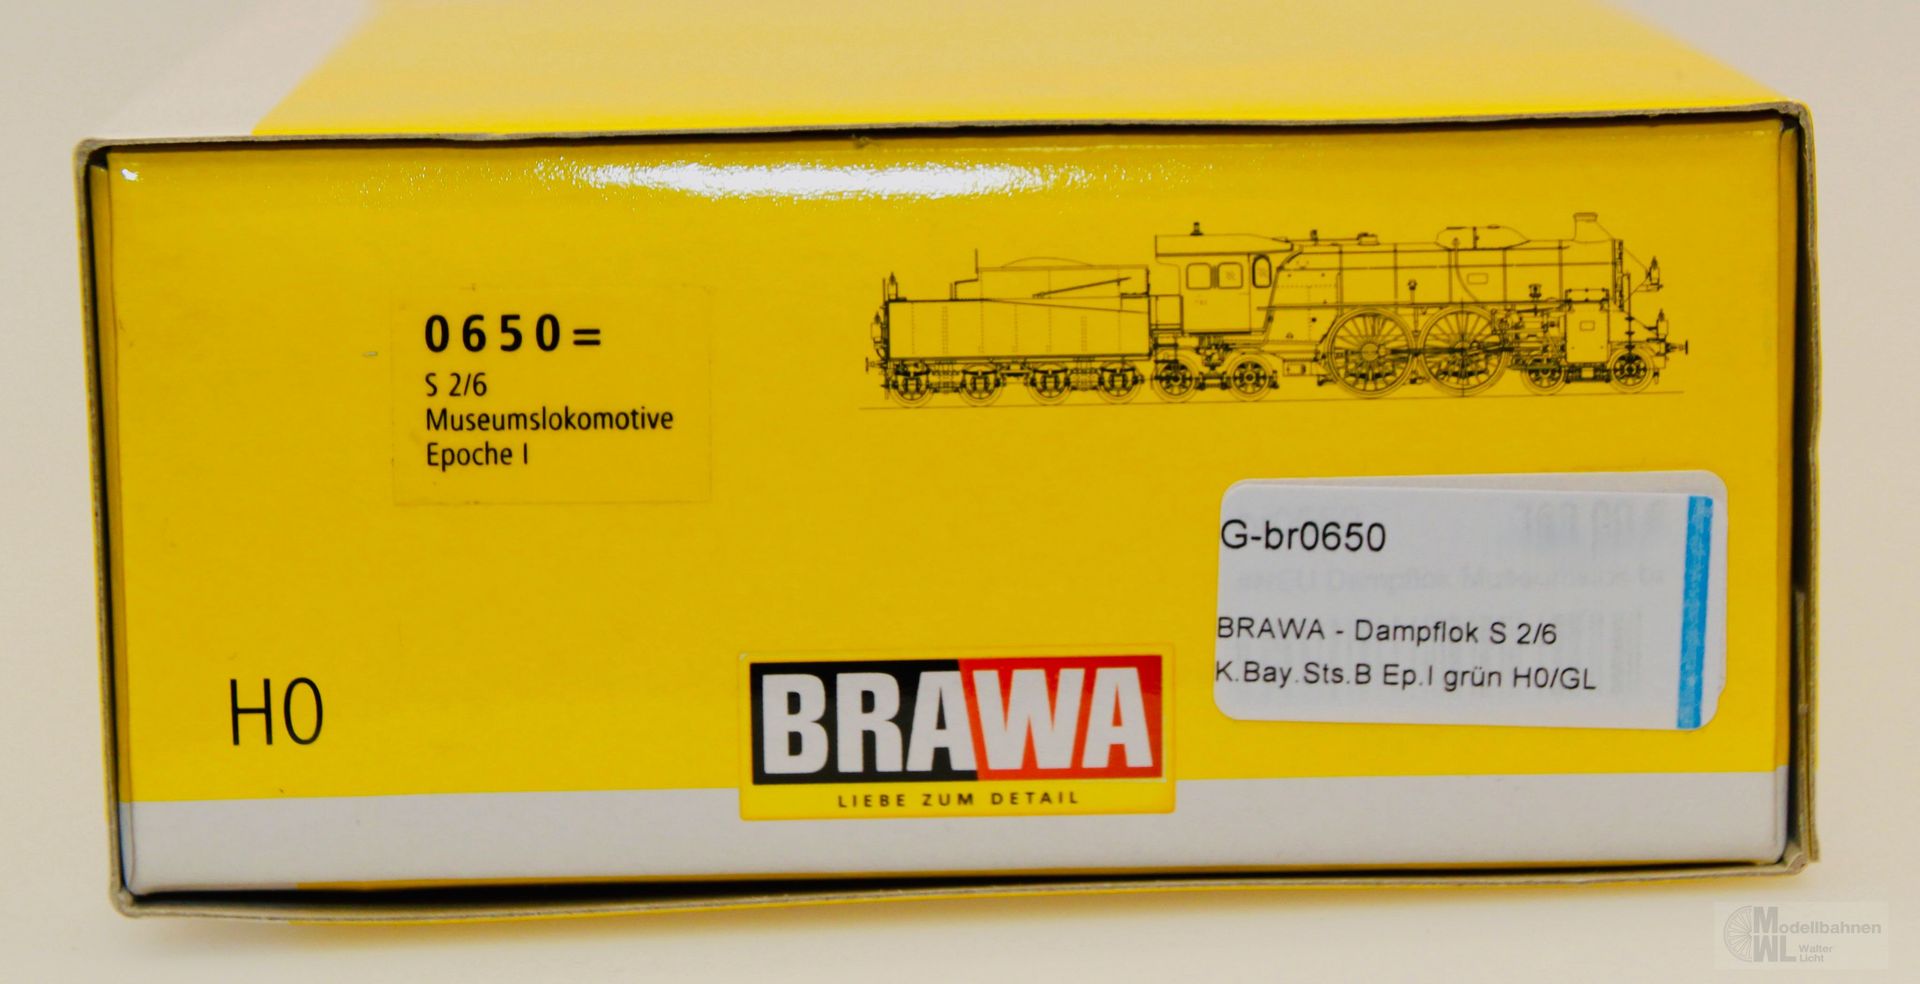 0650=
S 2/6
Museumslokomotive
Epoche I
G-br0650
BRAWA - Dampflok S 2/6
K.Bay.Sts.B Ep.I grün H0/GL
H0
BRAWA
LIEBE ZUM DETAIL
Modellbahnen
WL Walter
Licht